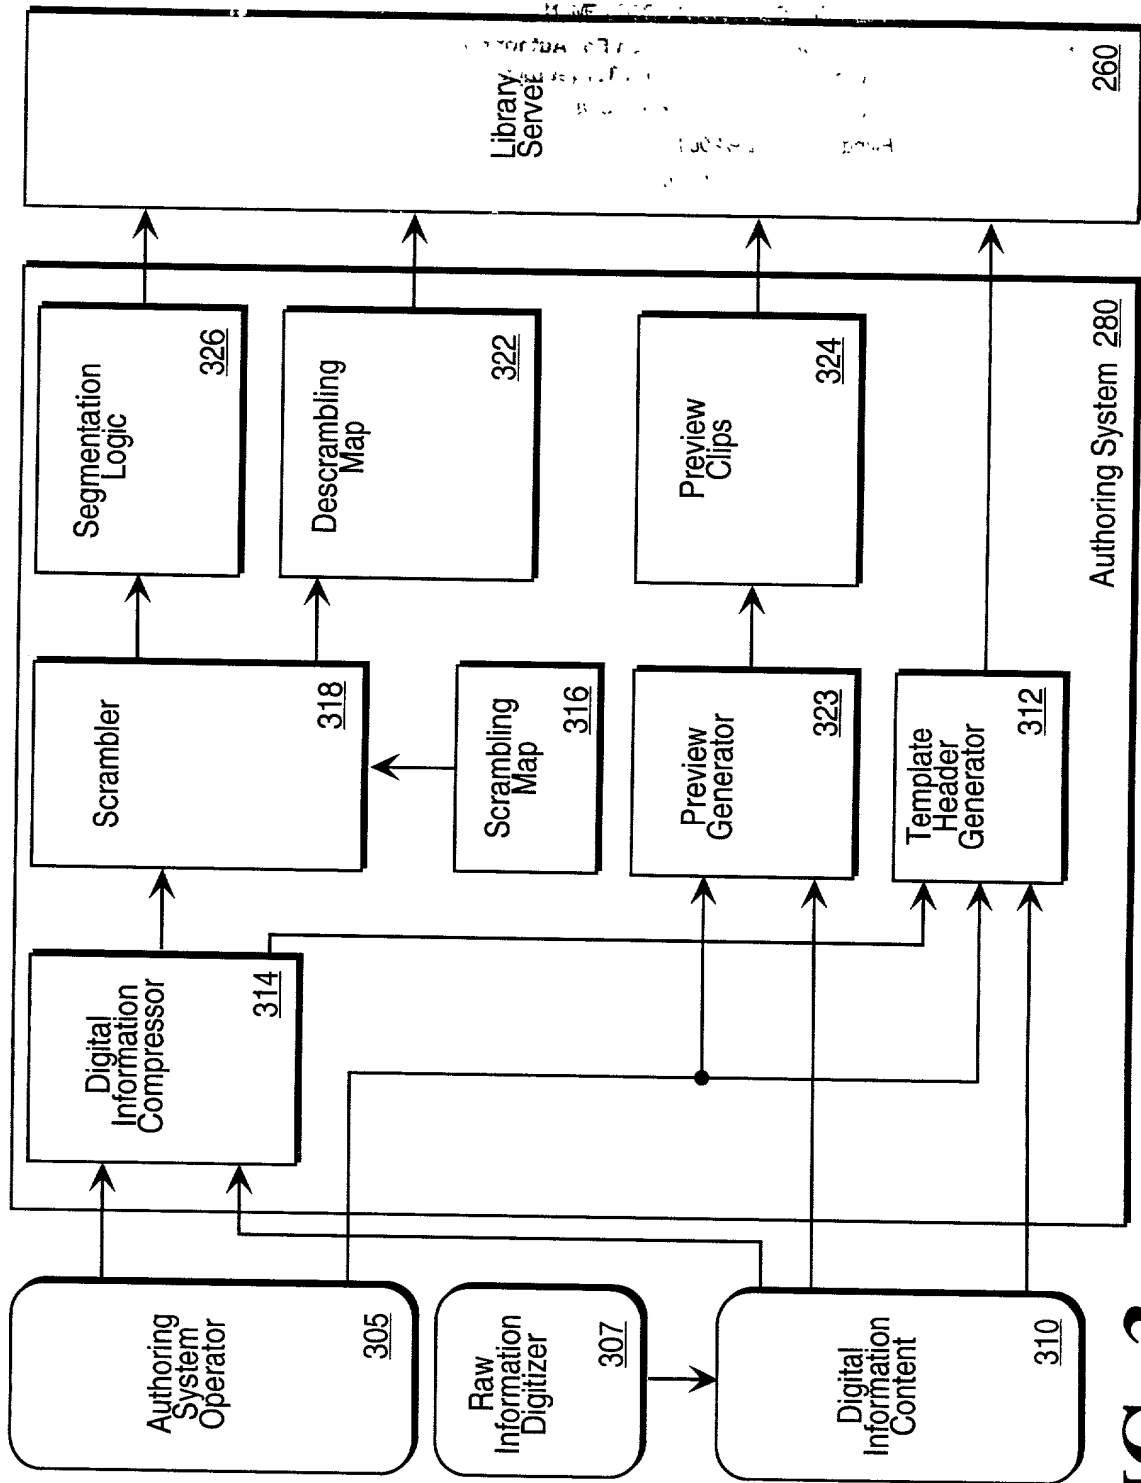 Library
Server
260
Segmentation
Logic
326
Descrambling
Map
322
Preview
Clips
324
Authoring System 280
Scrambler
318
Scrambling
Map
316
Preview
Generator
323
Template
Header
Generator
312
Digital
Information
Compressor
314
Authoring
System
Operator
305
Raw
Information
Digitizer
307
Digital
Information
Content
310